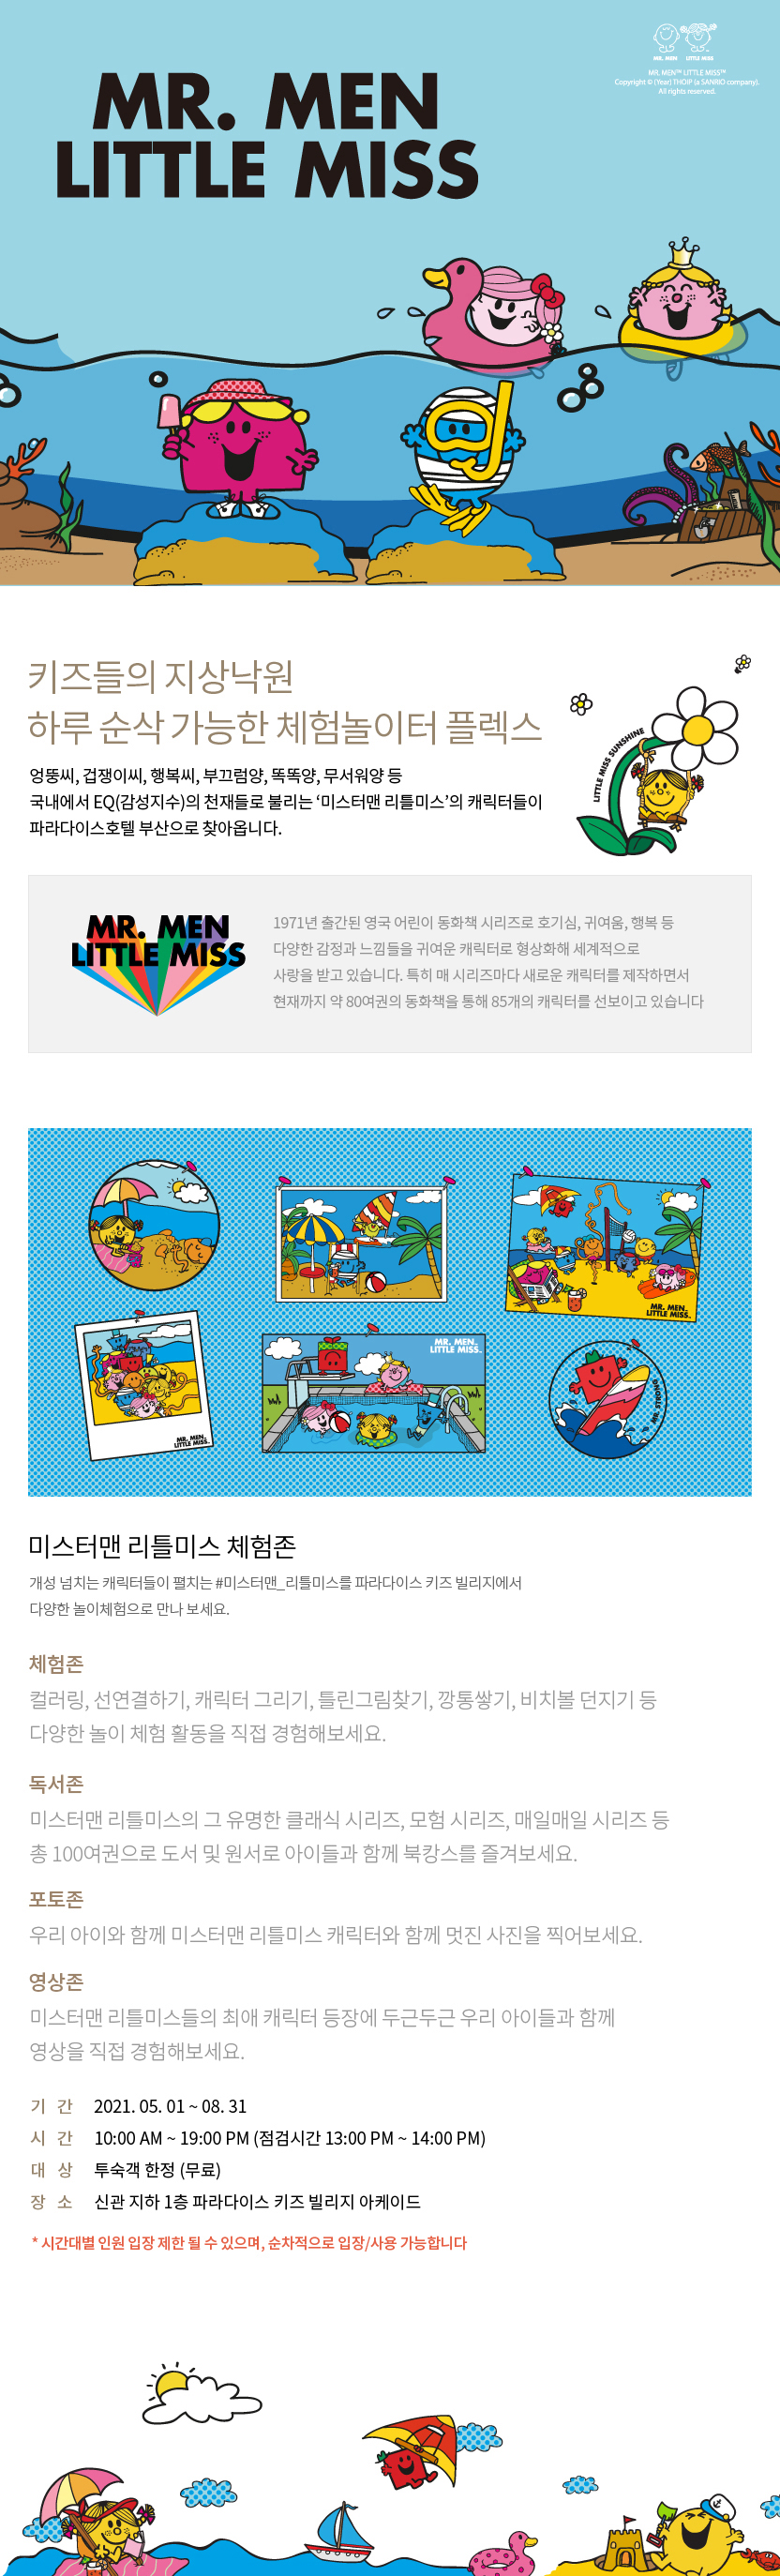 MR. MEN LITTLE MISS
MR. MEN™ LITTLE MISS™
Copyright © (Year) THOIP (a SANRIO company).
All rights reserved.
MR. MEN
LITTLE MISS
키즈들의 지상낙원
하루 순삭 가능한 체험놀이터 플렉스
엉뚱씨, 겁쟁이씨, 행복씨, 부끄럼양, 똑똑양, 무서워양 등
국내에서 EQ(감성지수)의 천재들로 불리는 ‘미스터맨 리틀미스’의 캐릭터들이
파라다이스호텔 부산으로 찾아옵니다.
LITTLE MISS SUNSHINE
MR. MEN
LITTLE MISS
1971년 출간된 영국 어린이 동화책 시리즈로 호기심, 귀여움, 행복 등
다양한 감정과 느낌들을 귀여운 캐릭터로 형상화해 세계적으로
사랑을 받고 있습니다. 특히 매 시리즈마다 새로운 캐릭터를 제작하면서
현재까지 약 80여권의 동화책을 통해 85개의 캐릭터를 선보이고 있습니다
MR. MEN
LITTLE MISS.
MR. MEN.
LITTLE MISS.
MR. STRONG
MR. MEN.
LITTLE MISS.
미스터맨 리틀미스 체험존
개성 넘치는 캐릭터들이 펼치는 #미스터맨_리틀미스를 파라다이스 키즈 빌리지에서
다양한 놀이체험으로 만나 보세요.
체험존
컬러링, 선연결하기, 캐릭터 그리기, 틀린그림찾기, 깡통쌓기, 비치볼 던지기 등
다양한 놀이 체험 활동을 직접 경험해보세요.
독서존
미스터맨 리틀미스의 그 유명한 클래식 시리즈, 모험 시리즈, 매일매일 시리즈 등
총 100여권으로 도서 및 원서로 아이들과 함께 북캉스를 즐겨보세요.
포토존
우리 아이와 함께 미스터맨 리틀미스 캐릭터와 함께 멋진 사진을 찍어보세요.
영상존
미스터맨 리틀미스들의 최애 캐릭터 등장에 두근두근 우리 아이들과 함께
영상을 직접 경험해보세요.
기 간 2021. 05. 01 ~ 08. 31
시 간 10:00 AM ~ 19:00 PM (점검시간 13:00 PM ~ 14:00 PM)
대 상 투숙객 한정 (무료)
장 소 신관 지하 1층 파라다이스 키즈 빌리지 아케이드
* 시간대별 인원 입장 제한 될 수 있으며, 순차적으로 입장/사용 가능합니다